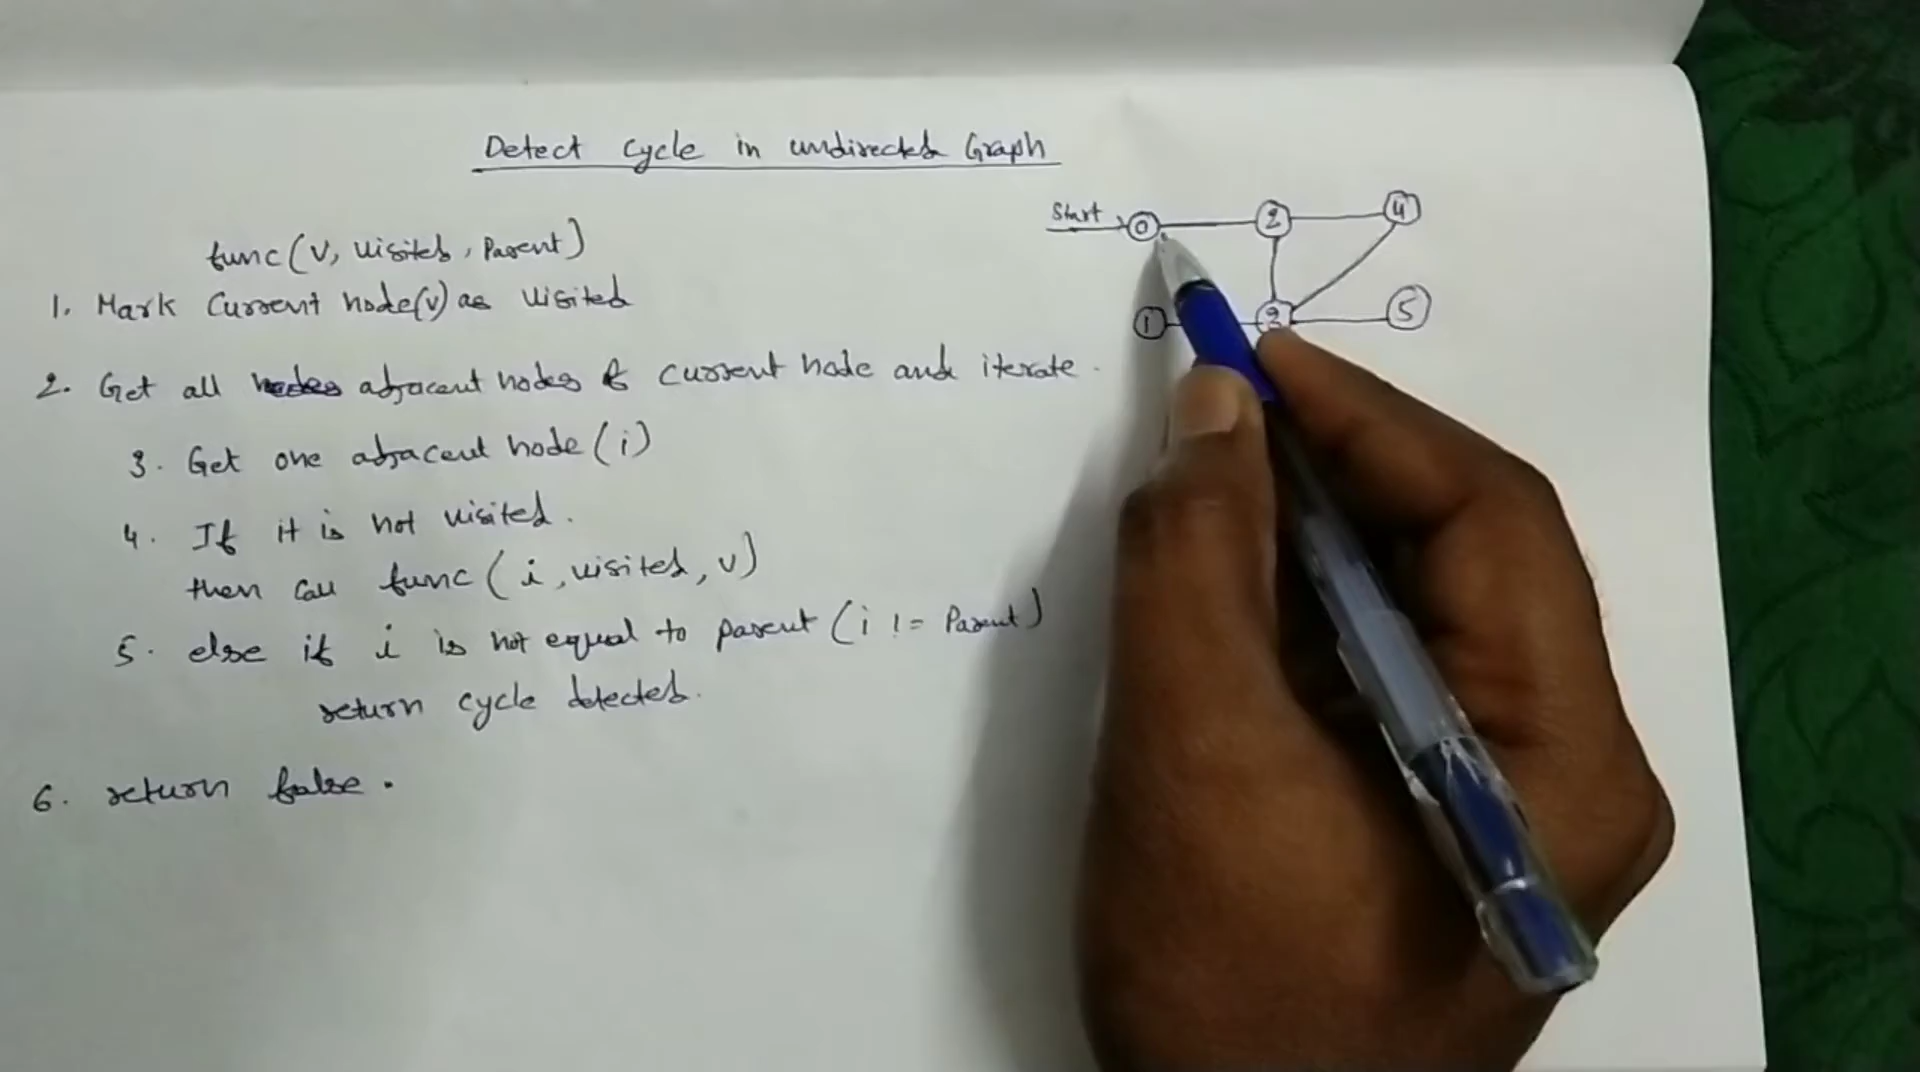 Detect Cycle in undirected Graph
func(V, visited, Parent)
1. Mark Current node(v) as visited
2. Get all adjacent nodes of current node and iterate.
3. Get one adjacent node (i)
4. If it is not visited.
then call func(i, visited, v)
5. else if i is not equal to parent (i != Parent)
return cycle detected.
6. return false.
Start 0 2 4
1 3 5